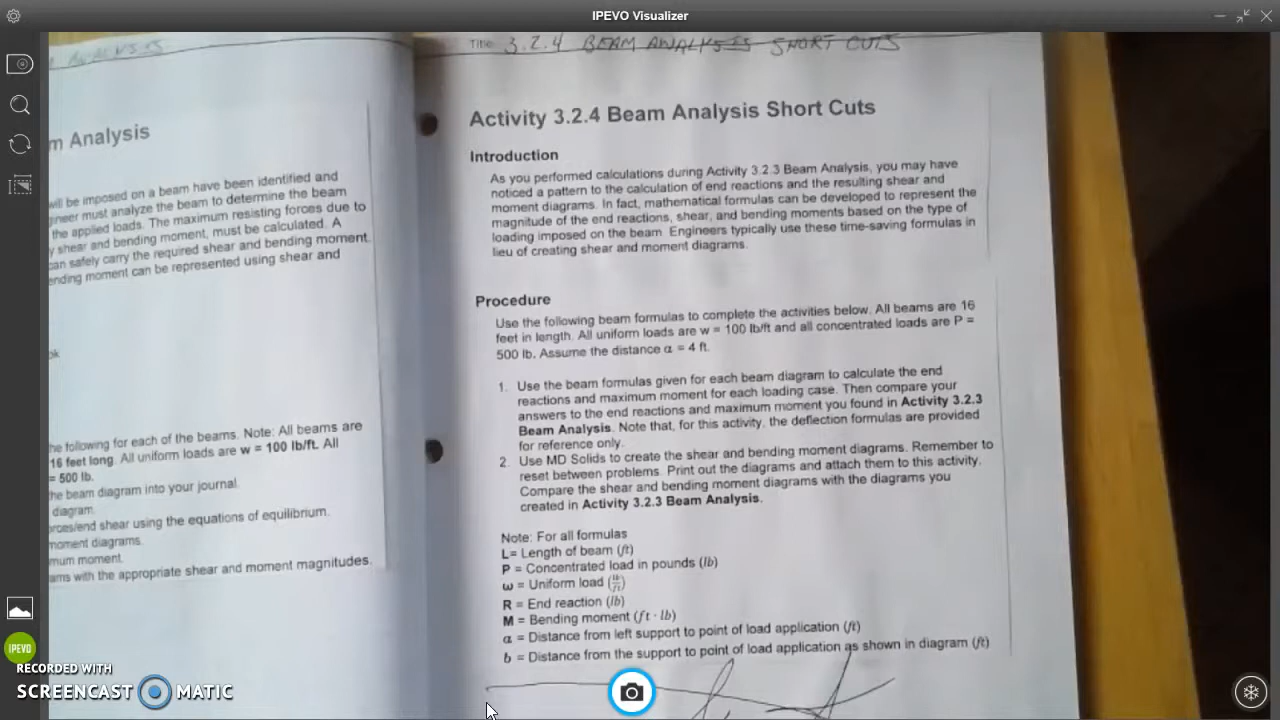 IPEVO Visualizer
ANALYSIS
m Analysis
will be imposed on a beam have been identified and
gineer must analyze the beam to determine the beam
the applied loads. The maximum resisting forces due to
y shear and bending moment, must be calculated. A
can safely carry the required shear and bending moment.
ending moment can be represented using shear and
ok
he following for each of the beams. Note: All beams are
16 feet long. All uniform loads are w = 100 lb/ft. All
= 500 lb.
he beam diagram into your journal.
diagram.
orces/end shear using the equations of equilibrium.
moment diagrams.
mum moment.
ams with the appropriate shear and moment magnitudes.
Title 3.2.4 BEAM ANALYSIS SHORT CUTS
Activity 3.2.4 Beam Analysis Short Cuts
Introduction
As you performed calculations during Activity 3.2.3 Beam Analysis, you may have
noticed a pattern to the calculation of end reactions and the resulting shear and
moment diagrams. In fact, mathematical formulas can be developed to represent the
magnitude of the end reactions, shear, and bending moments based on the type of
loading imposed on the beam. Engineers typically use these time-saving formulas in
lieu of creating shear and moment diagrams.
Procedure
Use the following beam formulas to complete the activities below. All beams are 16
feet in length. All uniform loads are w = 100 lb/ft and all concentrated loads are P =
500 lb. Assume the distance α = 4 ft.
1. Use the beam formulas given for each beam diagram to calculate the end
reactions and maximum moment for each loading case. Then compare your
answers to the end reactions and maximum moment you found in Activity 3.2.3
Beam Analysis. Note that, for this activity, the deflection formulas are provided
for reference only.
2. Use MD Solids to create the shear and bending moment diagrams. Remember to
reset between problems. Print out the diagrams and attach them to this activity.
Compare the shear and bending moment diagrams with the diagrams you
created in Activity 3.2.3 Beam Analysis.
Note: For all formulas
L= Length of beam (ft)
P = Concentrated load in pounds (lb)
ω = Uniform load (lb/ft)
R = End reaction (lb)
M = Bending moment (ft · lb)
α = Distance from left support to point of load application (ft)
b = Distance from the support to point of load application as shown in diagram (ft)
IPEVO
RECORDED WITH
SCREENCAST MATIC